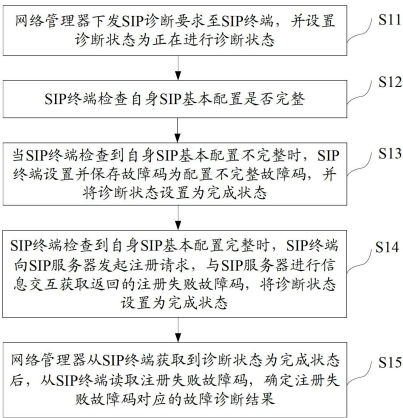 网络管理器下发SIP诊断要求至SIP终端，并设置
诊断状态为正在进行诊断状态
S11
SIP终端检查自身SIP基本配置是否完整
S12
当SIP终端检查到自身SIP基本配置不完整时，SIP
终端设置并保存故障码为配置不完整故障码，并
将诊断状态设置为完成状态
S13
SIP终端检查到自身SIP基本配置完整时，SIP终端
向SIP服务器发起注册请求，与SIP服务器进行信
息交互获取返回的注册失败故障码，将诊断状态
设置为完成状态
S14
网络管理器从SIP终端获取到诊断状态为完成状态
后，从SIP终端读取注册失败故障码，确定注册失
败故障码对应的故障诊断结果
S15